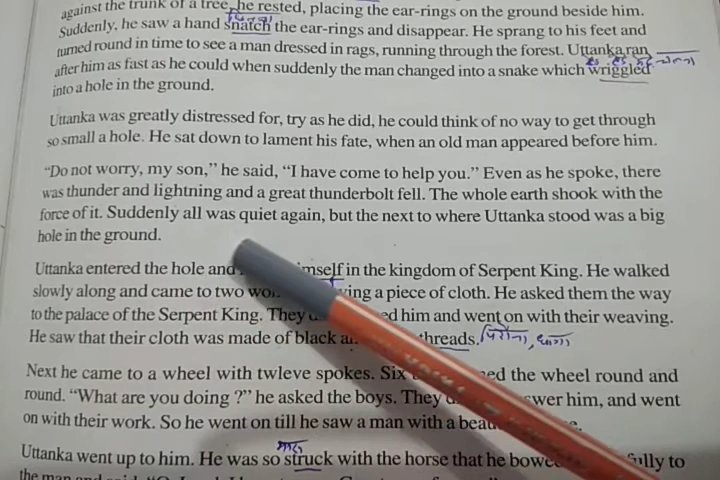 against the trunk of a tree, he rested, placing the ear-rings on the ground beside him.
Suddenly, he saw a hand snatch the ear-rings and disappear. He sprang to his feet and
turned round in time to see a man dressed in rags, running through the forest. Uttanka ran
after him as fast as he could when suddenly the man changed into a snake which wriggled
into a hole in the ground.
Uttanka was greatly distressed for, try as he did, he could think of no way to get through
so small a hole. He sat down to lament his fate, when an old man appeared before him.
"Do not worry, my son," he said, "I have come to help you." Even as he spoke, there
was thunder and lightning and a great thunderbolt fell. The whole earth shook with the
force of it. Suddenly all was quiet again, but the next to where Uttanka stood was a big
hole in the ground.
Uttanka entered the hole and in the kingdom of Serpent King. He walked
slowly along and came to two a piece of cloth. He asked them the way
to the palace of the Serpent King. They him and went on with their weaving.
He saw that their cloth was made of black threads. पिरोना, धागा
Next he came to a wheel with twleve spokes. Six the wheel round and
round. "What are you doing ?" he asked the boys. They him, and went
on with their work. So he went on till he saw a man with a
Uttanka went up to him. He was so struck with the horse that he to